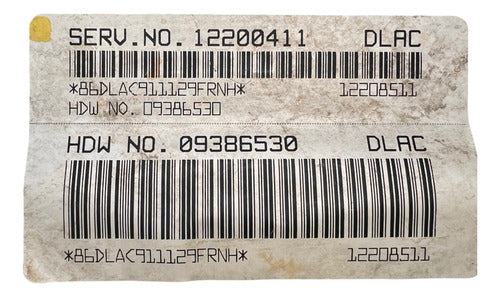 SERV.NO. 12200411 DLAC
*86DLAC911129FRNH* 12208511
HDW NO. 09386530
HDW NO. 09386530 DLAC
*86DLAC911129FRNH* 12208511